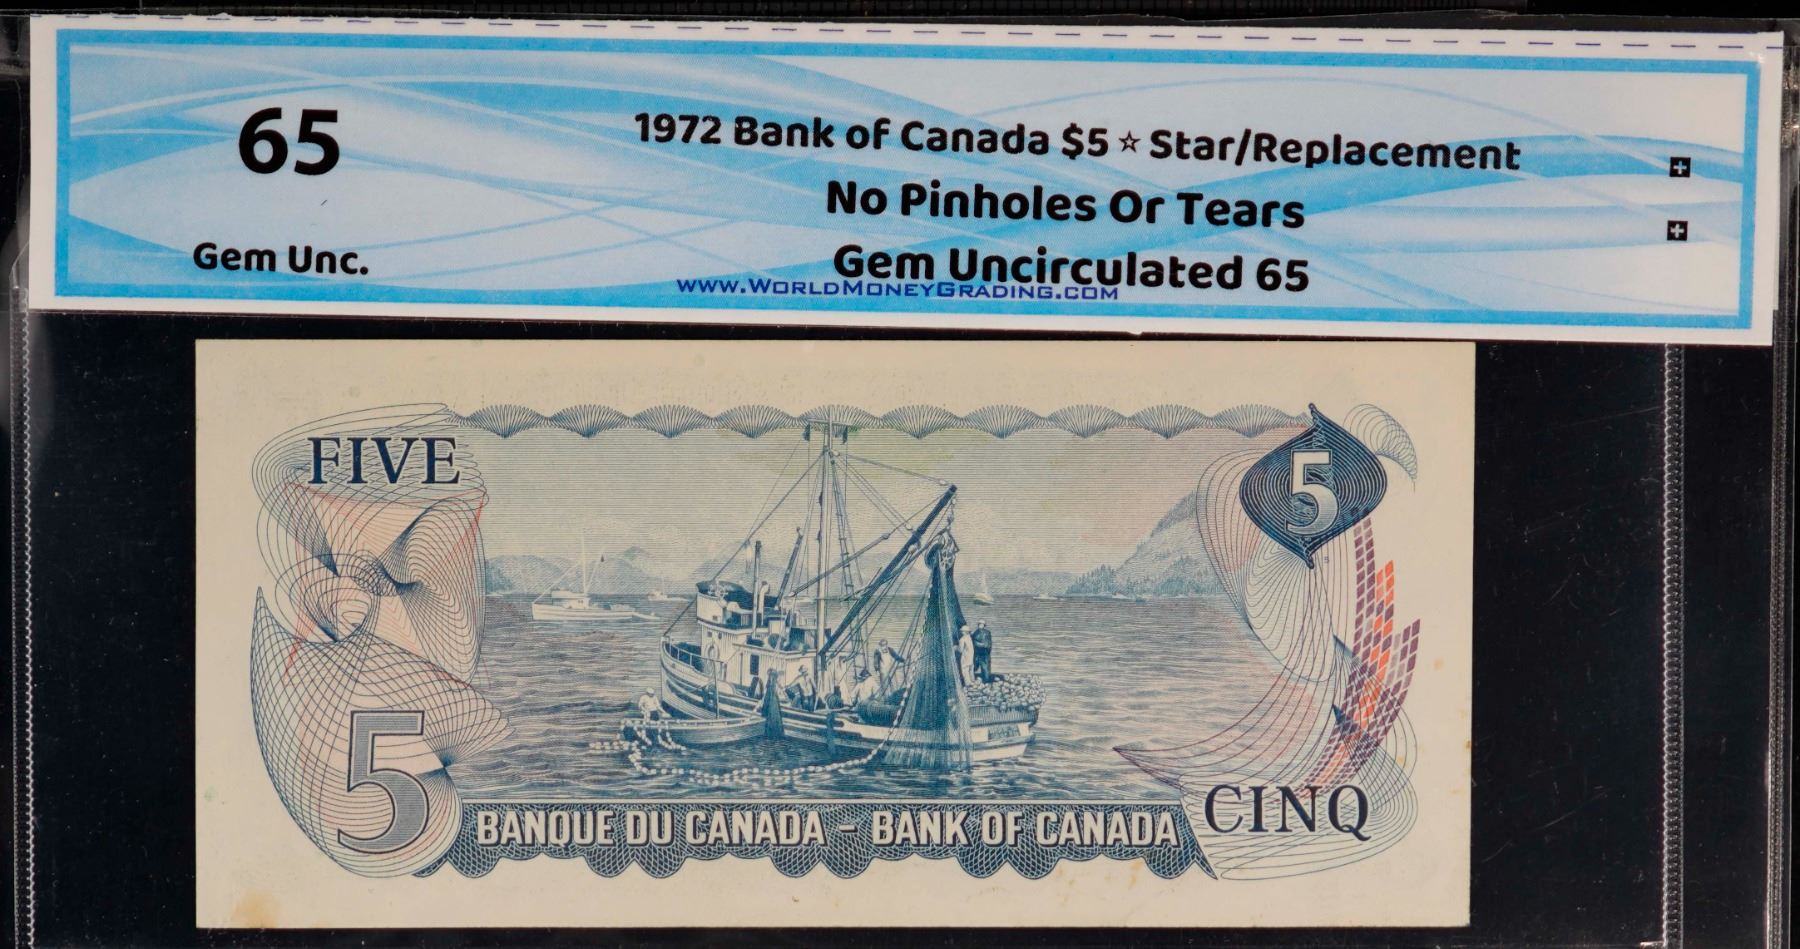 65
Gem Unc.
1972 Bank of Canada $5 ☆ Star/Replacement
No Pinholes Or Tears
Gem Uncirculated 65
www.WorldMoneyGrading.com
FIVE
5
5
BANQUE DU CANADA – BANK OF CANADA
CINQ